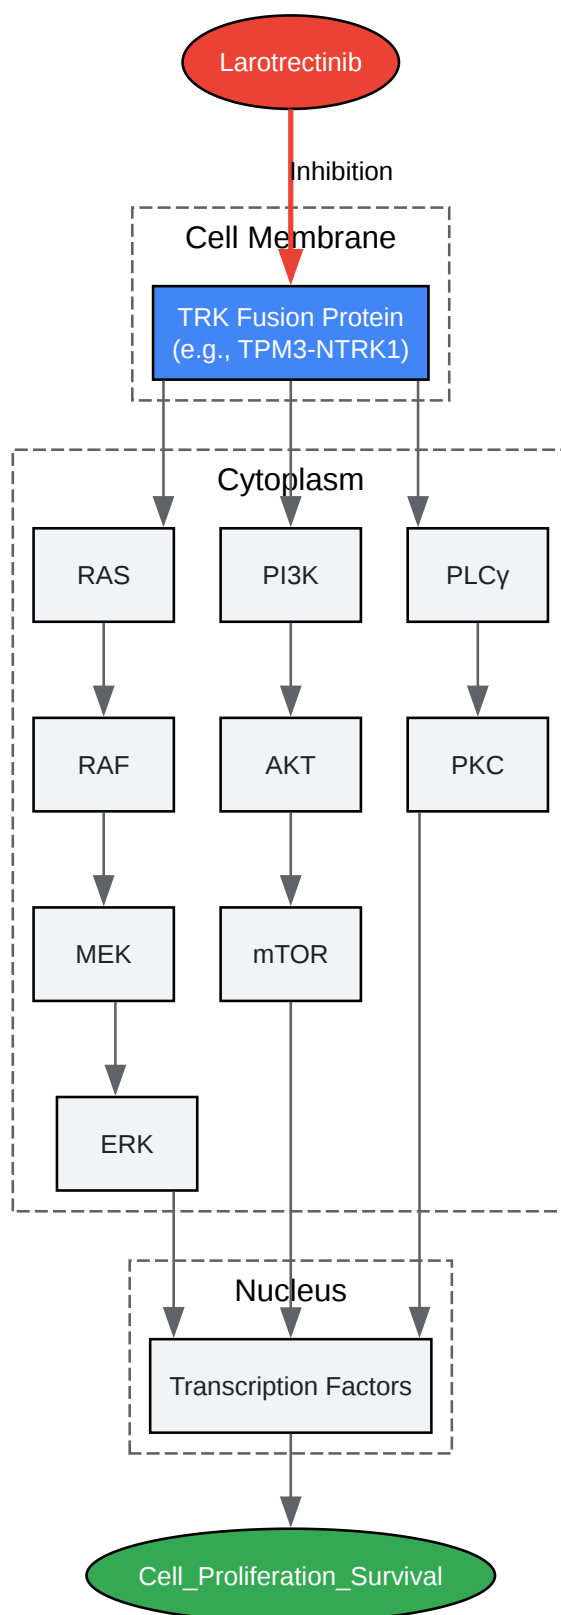 Larotrectinib
Inhibition
Cell Membrane
TRK Fusion Protein
(e.g., TPM3-NTRK1)
Cytoplasm
RAS
PI3K
PLCγ
RAF
AKT
PKC
MEK
mTOR
ERK
Nucleus
Transcription Factors
Cell_Proliferation_Survival